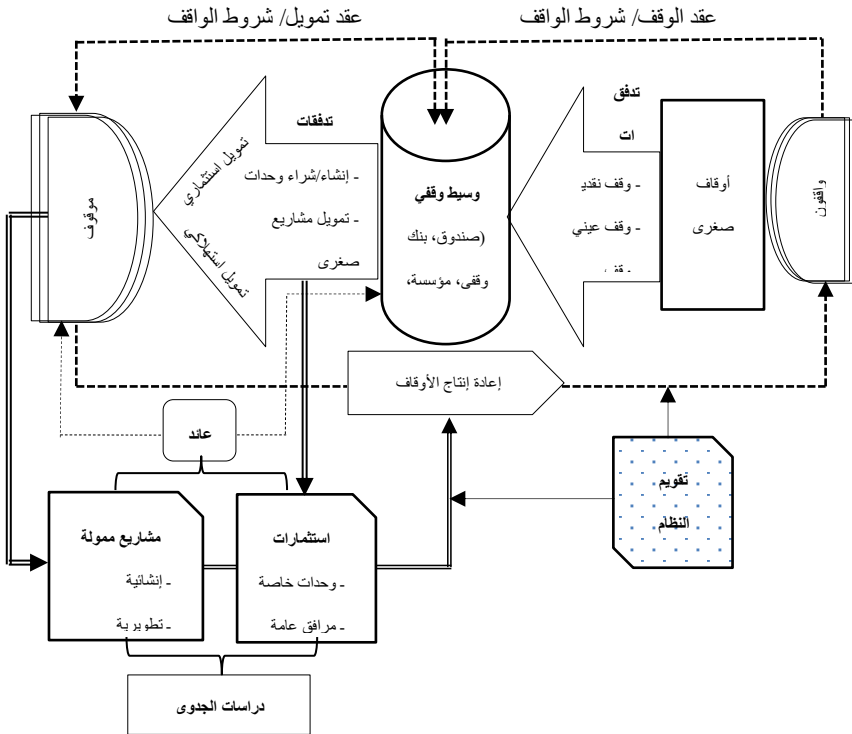 عقد الوقف/ شروط الواقف
عقد تمويل/ شروط الواقف
واقفون
أوقاف
صغرى
تدفق
ات
- وقف نقدي
- وقف عيني
- وقف
وسيط وقفي
(صندوق، بنك
وقفي، مؤسسة،
تدفقات
- إنشاء/شراء وحدات
- تمويل مشاريع
صغرى
تمويل استثماري
تمويل استهلاكي
موقوف
إعادة إنتاج الأوقاف
عائد
تقويم
النظام
استثمارات
- وحدات خاصة
- مرافق عامة
مشاريع ممولة
- إنشائية
- تطويرية
دراسات الجدوى